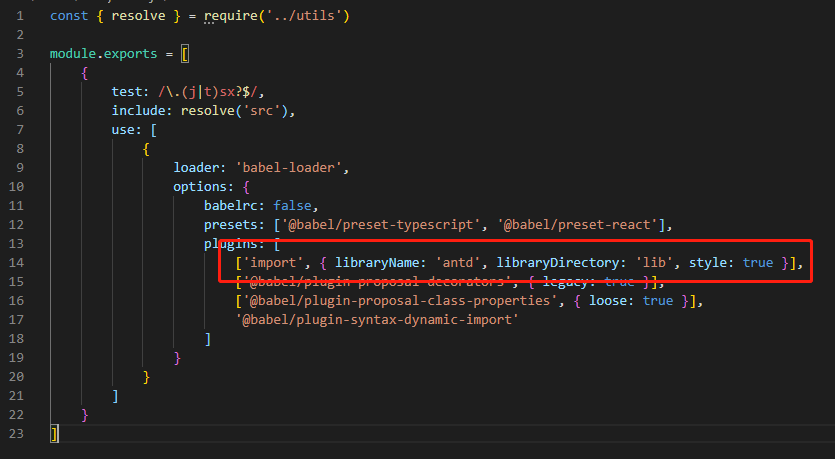 1 const { resolve } = require('../utils')
2
3 module.exports = [
4 {
5 test: /\.(j|t)sx?$/,
6 include: resolve('src'),
7 use: [
8 {
9 loader: 'babel-loader',
10 options: {
11 babelrc: false,
12 presets: ['@babel/preset-typescript', '@babel/preset-react'],
13 plugins: [
14 ['import', { libraryName: 'antd', libraryDirectory: 'lib', style: true }],
15 ['@babel/plugin-proposal-decorators', { legacy: true }],
16 ['@babel/plugin-proposal-class-properties', { loose: true }],
17 '@babel/plugin-syntax-dynamic-import'
18 ]
19 }
20 }
21 ]
22 }
23 ]